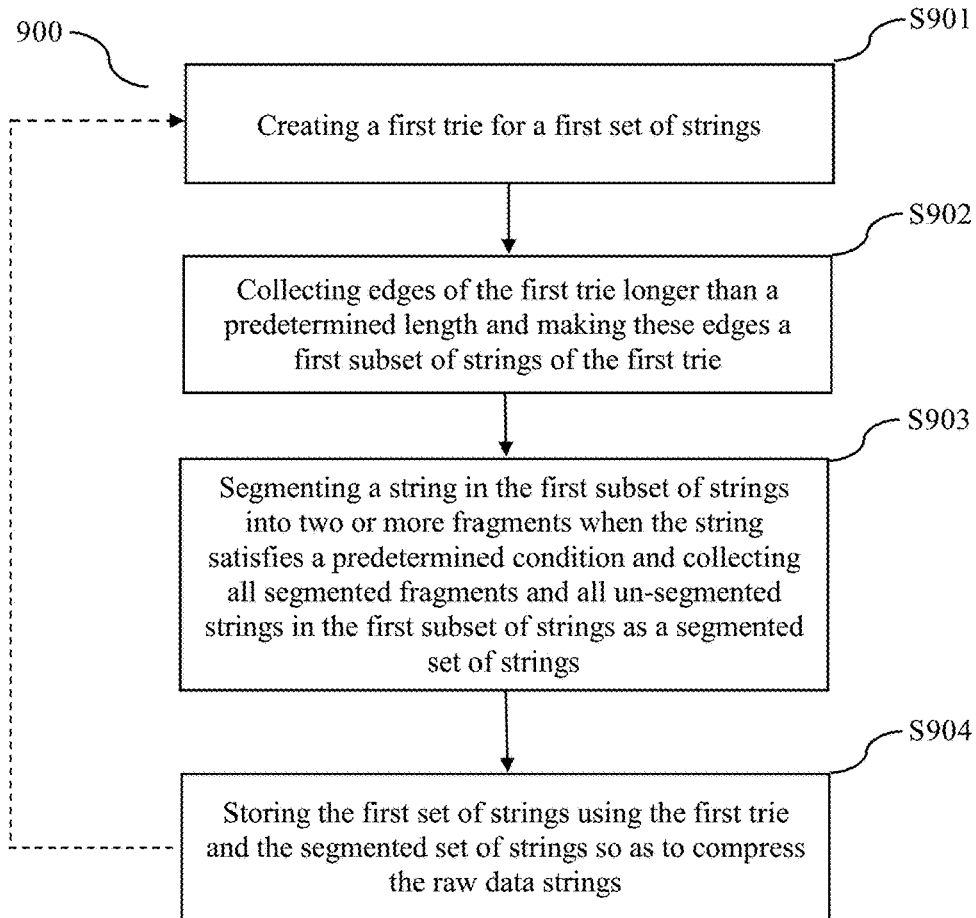 900
S901
Creating a first trie for a first set of strings
S902
Collecting edges of the first trie longer than a
predetermined length and making these edges a
first subset of strings of the first trie
S903
Segmenting a string in the first subset of strings
into two or more fragments when the string
satisfies a predetermined condition and collecting
all segmented fragments and all un-segmented
strings in the first subset of strings as a segmented
set of strings
S904
Storing the first set of strings using the first trie
and the segmented set of strings so as to compress
the raw data strings